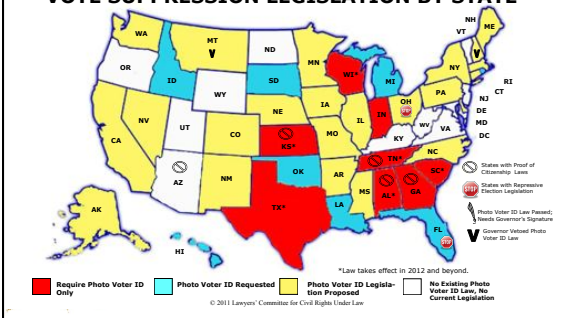 VOTE SUPPRESSION LEGISLATION BY STATE
WA
MT
ND
MN
VT
NH
ME
OR
ID
SD
WI*
MI
NY
WY
RI
CT
NV
NE
IA
IL
IN
OH
STOP
PA
NJ
DE
MD
DC
UT
CO
KS*
MO
KY
WV
VA
CA
AZ
NM
OK
AR
TN*
NC
SC*
TX*
LA
MS
AL*
GA
FL
STOP
AK
HI
States with Proof of
Citizenship Laws
STOP
States with Repressive
Election Legislation
Photo Voter ID Law Passed;
Needs Governor's Signature
V
Governor Vetoed Photo
Voter ID Law
*Law takes effect in 2012 and beyond.
Require Photo Voter ID
Only
Photo Voter ID Requested
Photo Voter ID Legisla-
tion Proposed
No Existing Photo
Voter ID Law, No
Current Legislation
© 2011 Lawyers' Committee for Civil Rights Under Law